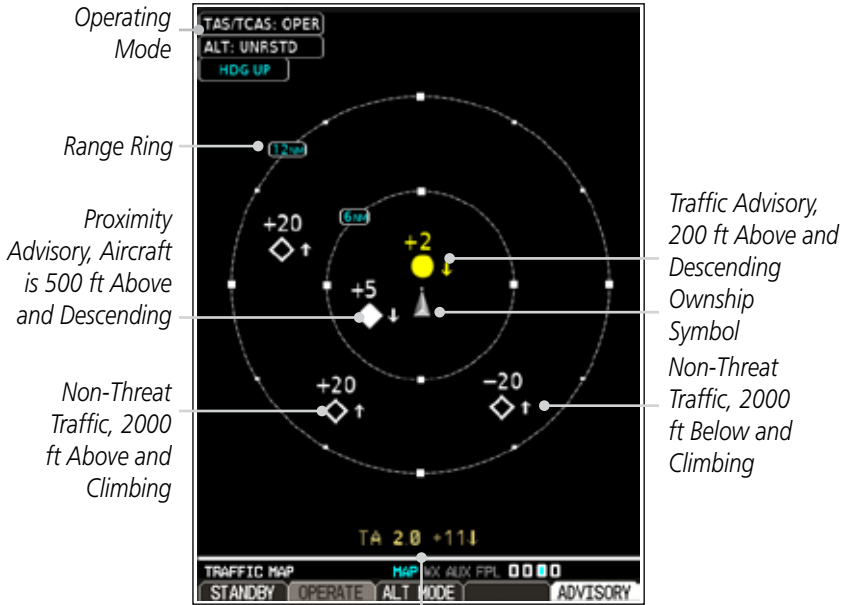 Operating
Mode
TAS/TCAS: OPER
ALT: UNRSTD
HDG UP
Range Ring
12NM
6NM
Proximity
Advisory, Aircraft
is 500 ft Above
and Descending
+20
↑
+2
↓
+5
↓
Traffic Advisory,
200 ft Above and
Descending
Ownship
Symbol
Non-Threat
Traffic, 2000
ft Above and
Climbing
+20
↑
-20
↑
Non-Threat
Traffic, 2000
ft Below and
Climbing
TA 2.0 +11↓
TRAFFIC MAP
MAP WX AUX FPL
STANDBY OPERATE ALT MODE ADVISORY